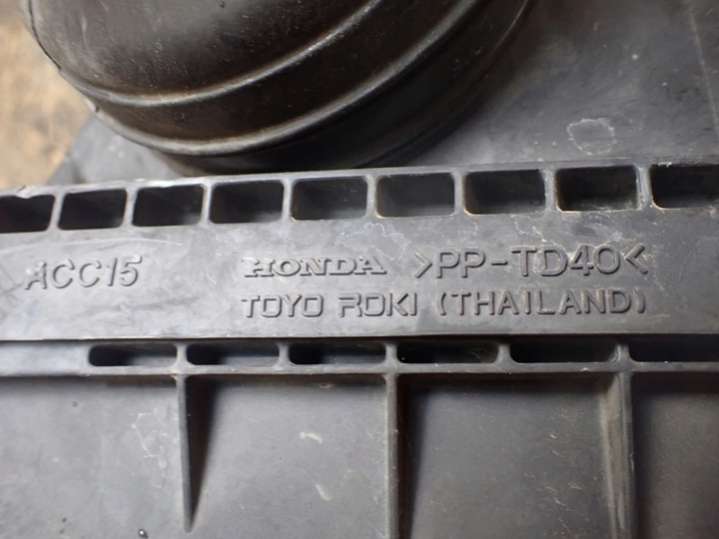 ACC15
HONDA >PP-TD40<
TOYO ROKI (THAILAND)